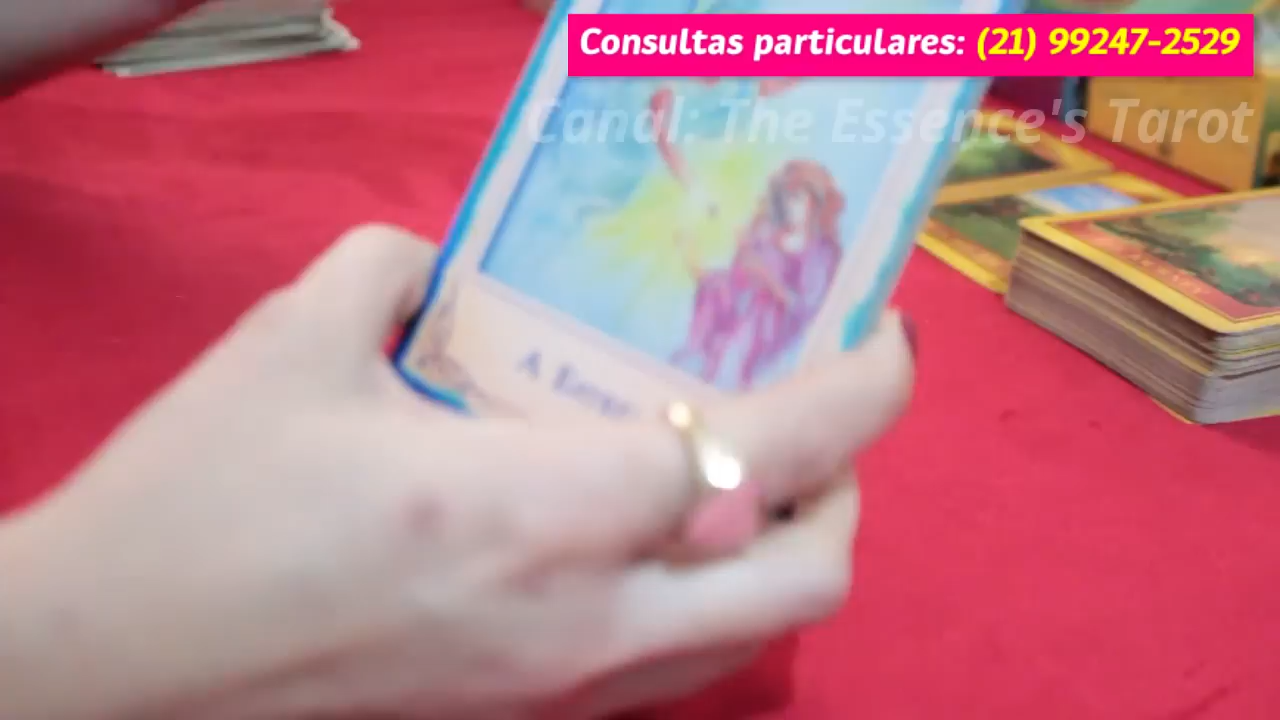 Consultas particulares: (21) 99247-2529
Canal: The Essence's Tarot
A